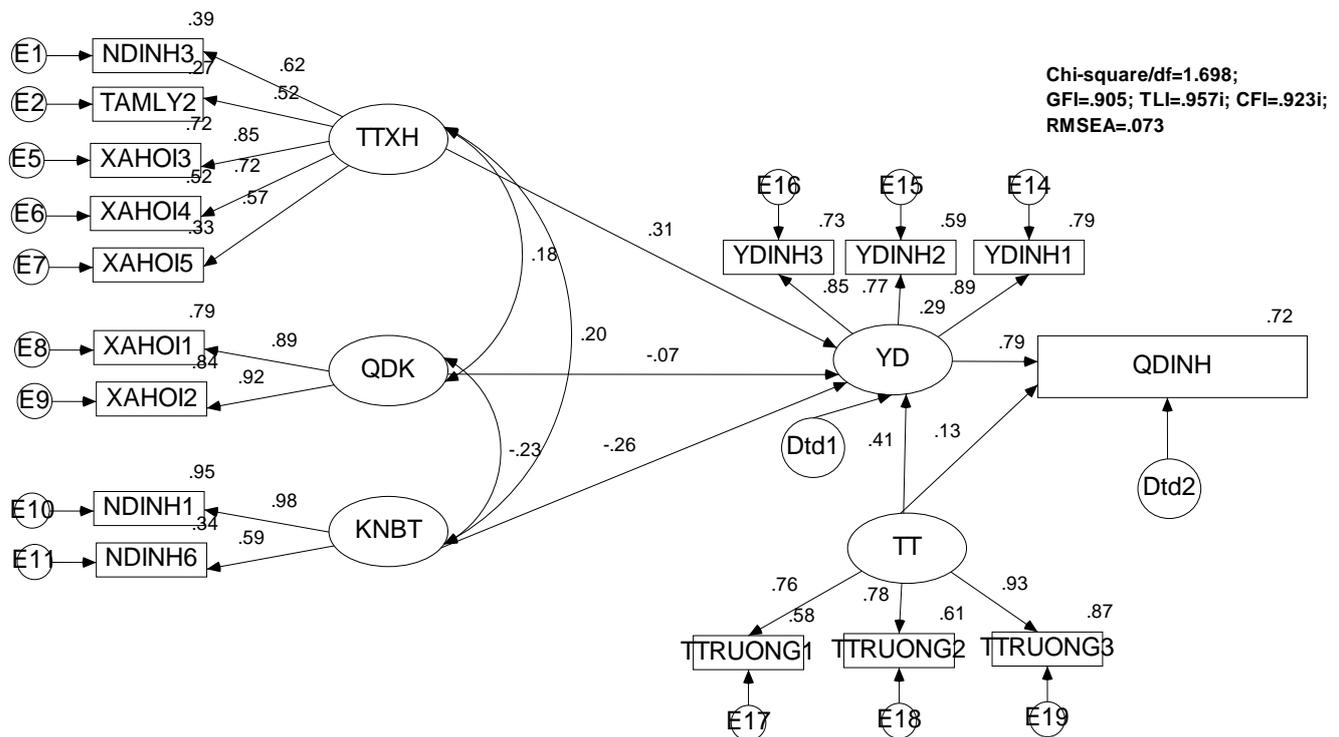 .39
E1 NDINH3
.27 .62
E2 TAMLY2 .52
.72
E5 XAHOI3 .85 TTXH
.52 .72
E6 XAHOI4 .57
.33
E7 XAHOI5
Chi-square/df=1.698;
GFI=.905; TLI=.957i; CFI=.923i;
RMSEA=.073
E16 E15 E14
.73 .59 .79
YDINH3 YDINH2 YDINH1
.85 .77 .89
.29
.31
.18
.20
.79
E8 XAHOI1 .89
.84
E9 XAHOI2 .92 QDK
-.07
YD .79
.72
QDINH
-.23
-.26
Dtd1 .41 .13
Dtd2
.95
E10 NDINH1 .98
.34
E11 NDINH6 .59 KNBT
TT
.76 .78 .93
.58 .61 .87
TTRUONG1 TTRUONG2 TTRUONG3
E17 E18 E19